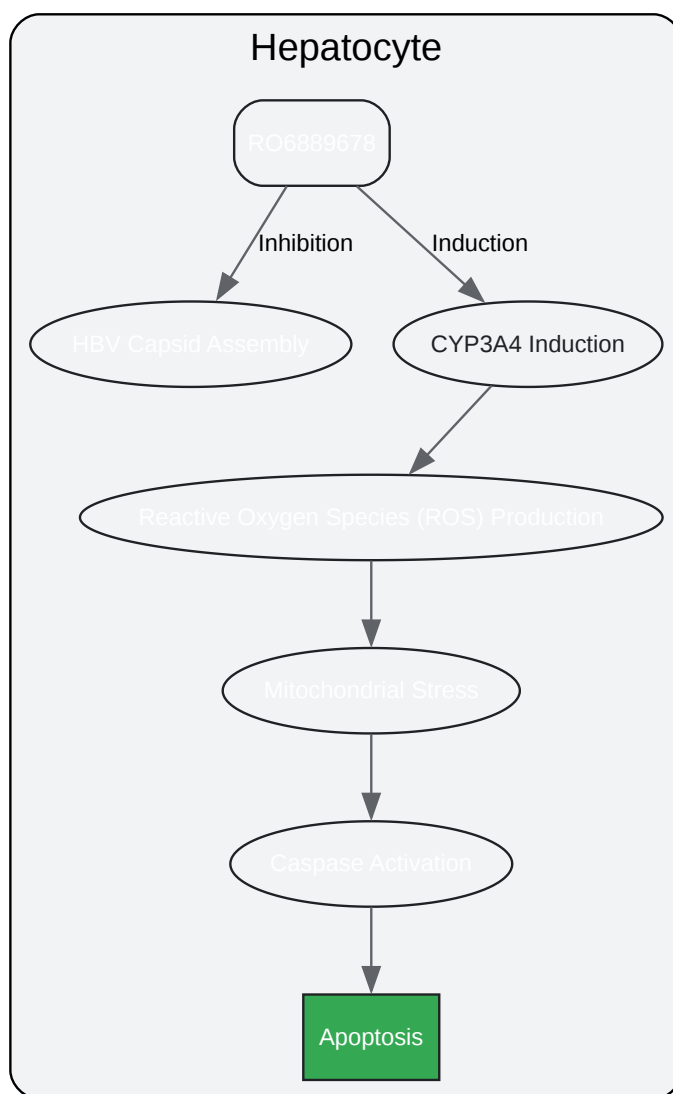 Hepatocyte
RO6889678
Inhibition
Induction
HBV Capsid Assembly
CYP3A4 Induction
Reactive Oxygen Species (ROS) Production
Mitochondrial Stress
Caspase Activation
Apoptosis